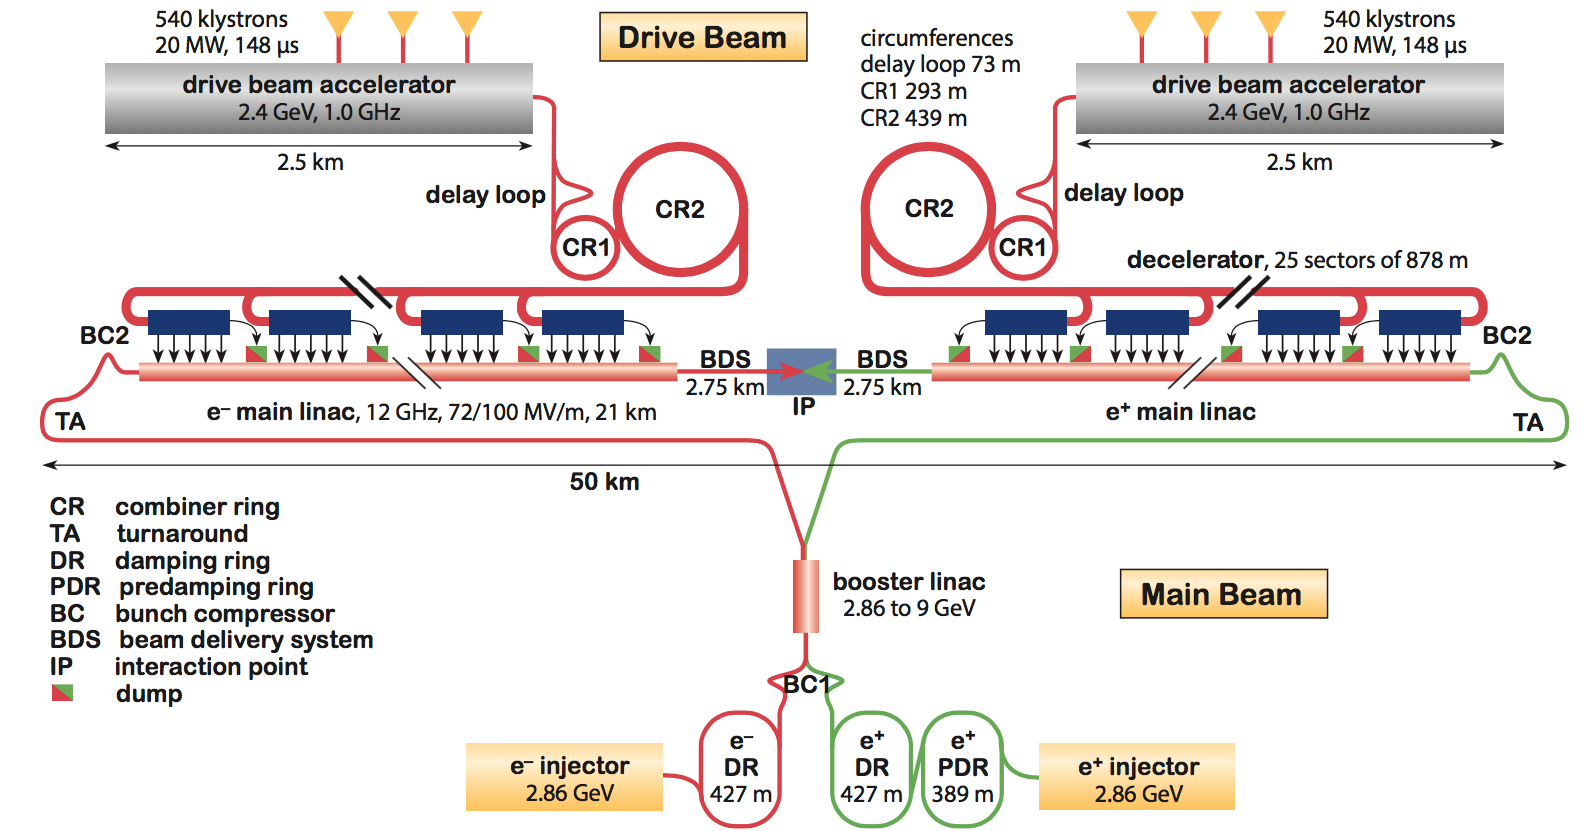 540 klystrons
20 MW, 148 µs
Drive Beam
circumferences
delay loop 73 m
CR1 293 m
CR2 439 m
540 klystrons
20 MW, 148 µs
drive beam accelerator
2.4 GeV, 1.0 GHz
drive beam accelerator
2.4 GeV, 1.0 GHz
2.5 km
2.5 km
delay loop
CR2
CR1
CR2
CR1
delay loop
decelerator, 25 sectors of 878 m
BC2
BDS
2.75 km
IP
BDS
2.75 km
BC2
TA
e– main linac, 12 GHz, 72/100 MV/m, 21 km
e+ main linac
TA
50 km
CR combiner ring
TA turnaround
DR damping ring
PDR predamping ring
BC bunch compressor
BDS beam delivery system
IP interaction point
dump
booster linac
2.86 to 9 GeV
Main Beam
BC1
e– injector
2.86 GeV
e–
DR
427 m
e+
DR
427 m
e+
PDR
389 m
e+ injector
2.86 GeV